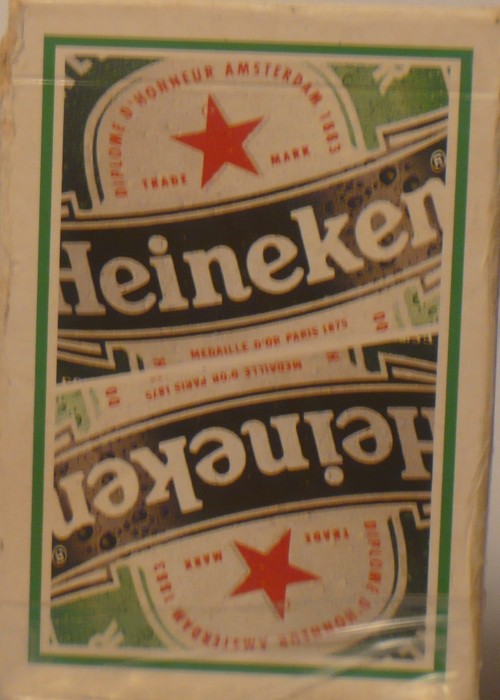 DIPLOME D'HONNEUR AMSTERDAM 1883
TRADE MARK
Heineken ®
MEDAILLE D'OR PARIS 1875
MEDAILLE D'OR PARIS 1875
Heineken ®
TRADE MARK
DIPLOME D'HONNEUR AMSTERDAM 1883